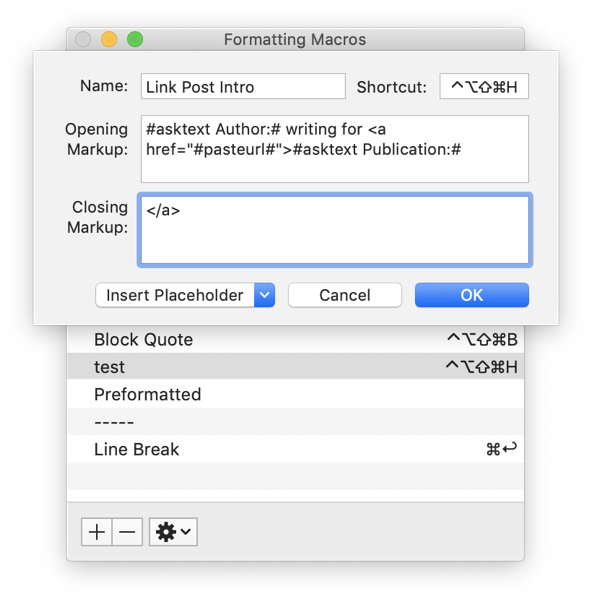 Formatting Macros
Name: Link Post Intro Shortcut: ^⌥⇧⌘H
Opening Markup: #asktext Author:# writing for <a
href="#pasteurl#">#asktext Publication:#
Closing Markup: </a>
Insert Placeholder Cancel OK
Block Quote ^⌥⇧⌘B
test ^⌥⇧⌘H
Preformatted
-----
Line Break ⌘↩